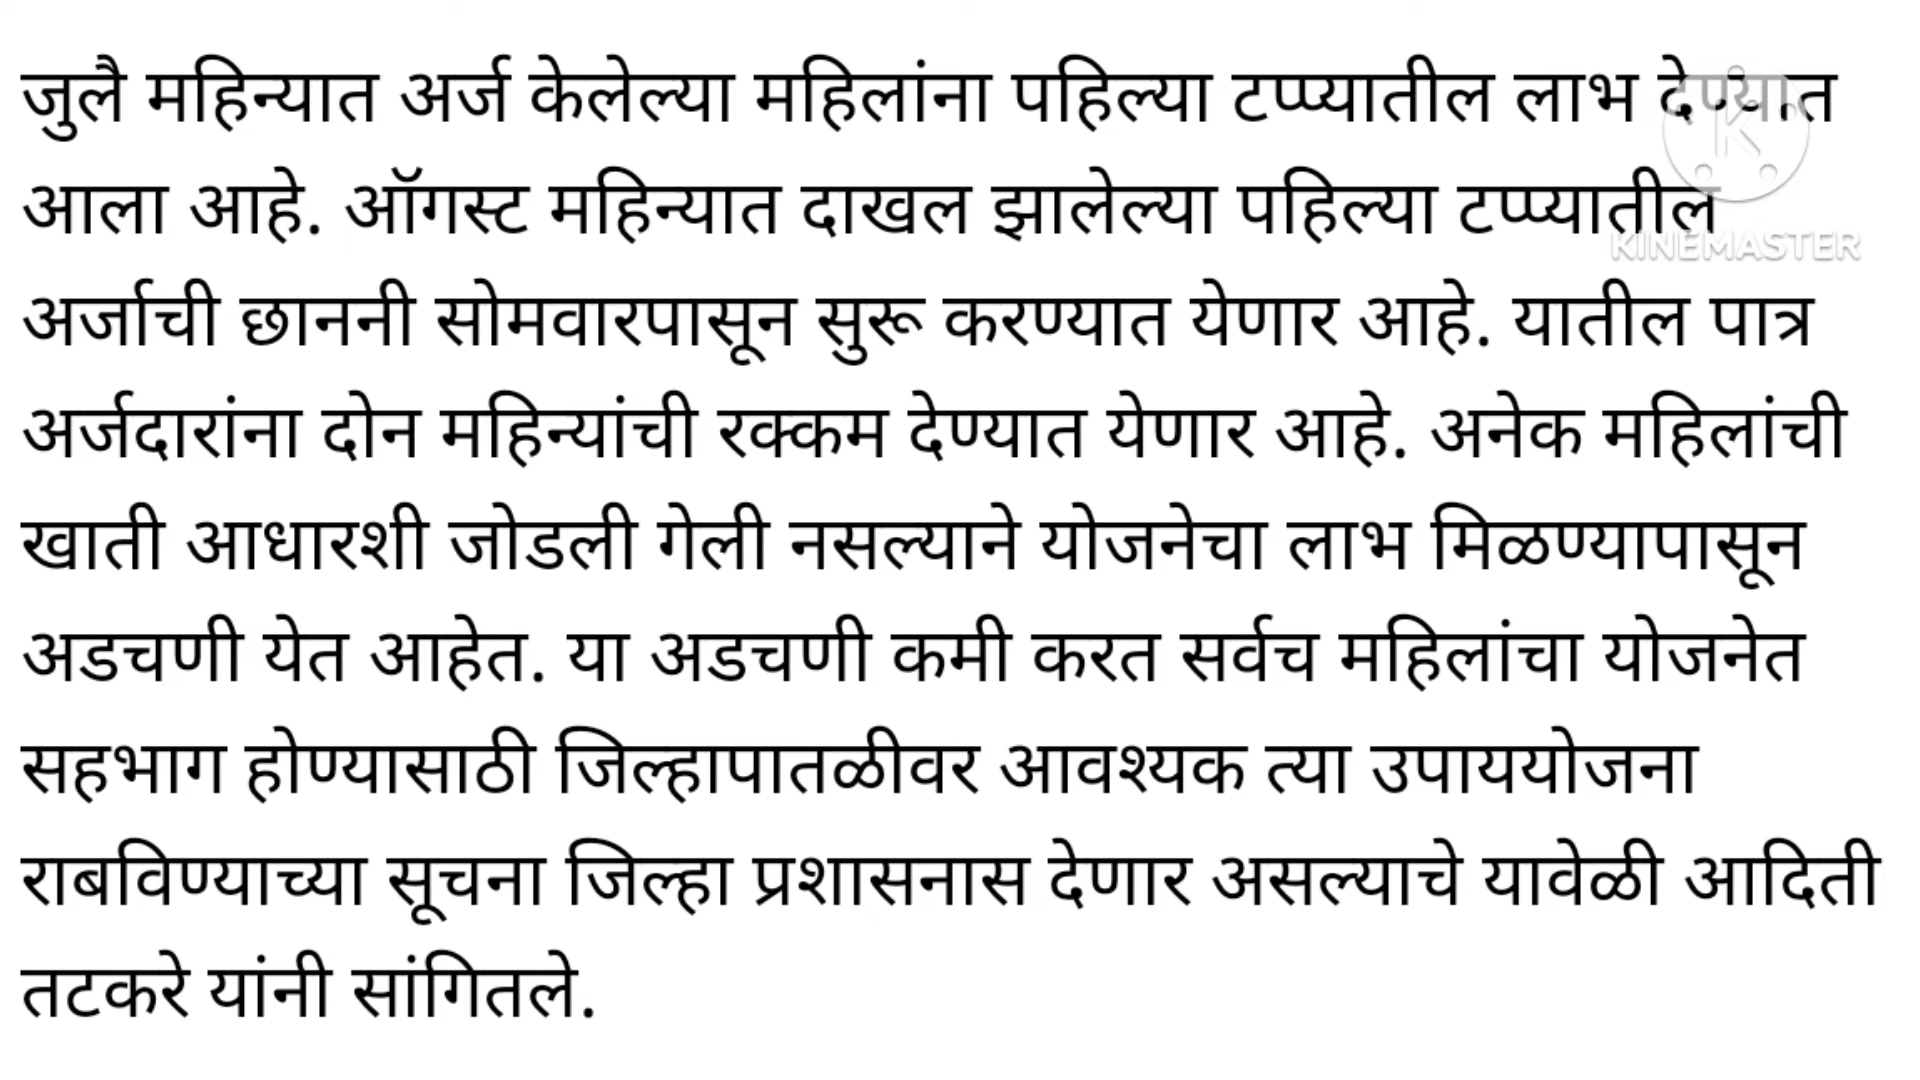 जुलै महिन्यात अर्ज केलेल्या महिलांना पहिल्या टप्प्यातील लाभ देण्यात
आला आहे. ऑगस्ट महिन्यात दाखल झालेल्या पहिल्या टप्प्यातील
KINEMASTER
अर्जाची छाननी सोमवारपासून सुरू करण्यात येणार आहे. यातील पात्र
अर्जदारांना दोन महिन्यांची रक्कम देण्यात येणार आहे. अनेक महिलांची
खाती आधारशी जोडली गेली नसल्याने योजनेचा लाभ मिळण्यापासून
अडचणी येत आहेत. या अडचणी कमी करत सर्वच महिलांचा योजनेत
सहभाग होण्यासाठी जिल्हापातळीवर आवश्यक त्या उपाययोजना
राबविण्याच्या सूचना जिल्हा प्रशासनास देणार असल्याचे यावेळी आदिती
तटकरे यांनी सांगितले.